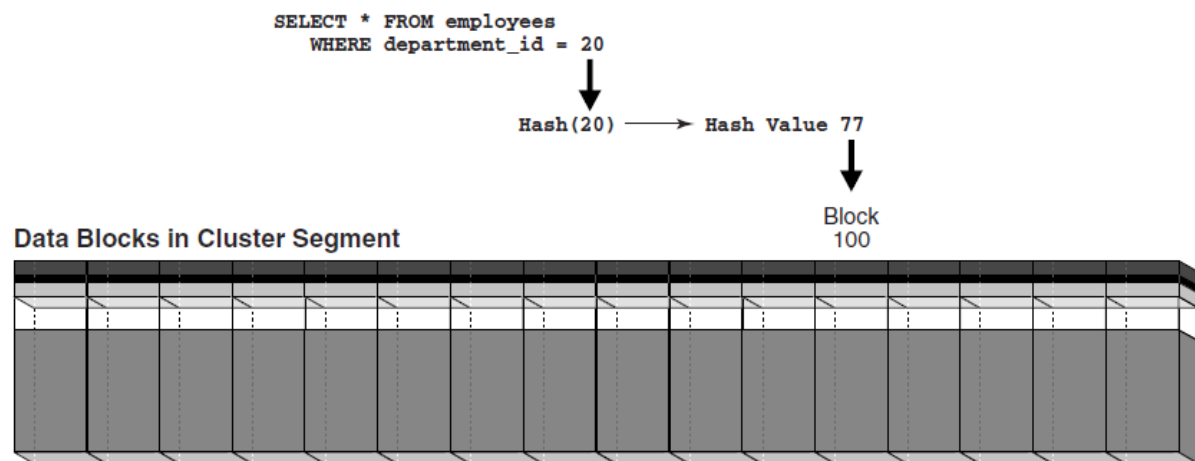 SELECT * FROM employees
WHERE department_id = 20
Hash(20)
Hash Value 77
Block
100
Data Blocks in Cluster Segment